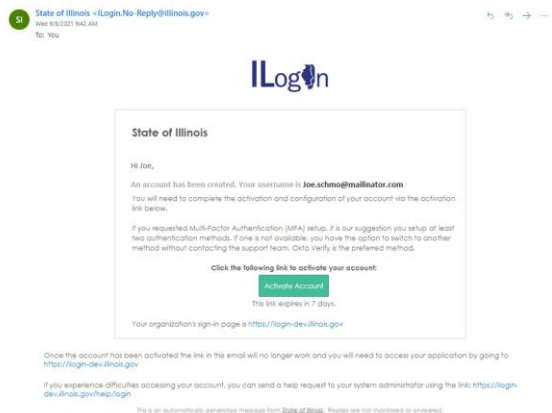 SI
State of Illinois <ILogin.No-Reply@illinois.gov>
Wed 9/8/2021 9:42 AM
To: You
ILogin
State of Illinois
Hi Joe,
An account has been created. Your username is Joe.schmo@mailinator.com
You will need to complete the activation and configuration of your account via the activation
link below.
If you requested Multi-Factor Authentication (MFA) setup, it is our suggestion you setup at least
two authentication methods. If one is not available, you have the option to switch to another
method without contacting the support team. Okta Verify is the preferred method.
Click the following link to activate your account:
Activate Account
This link expires in 7 days.
Your organization's sign-in page is https://ilogin-dev.illinois.gov
Once the account has been activated the link in this email will no longer work and you will need to access your application by going to
https://ilogin-dev.illinois.gov
If you experience difficulties accessing your account, you can send a help request to your system administrator using the link: https://ilogin-
dev.illinois.gov/help/login
This is an automatically generated message from State of Illinois. Replies are not monitored or answered.